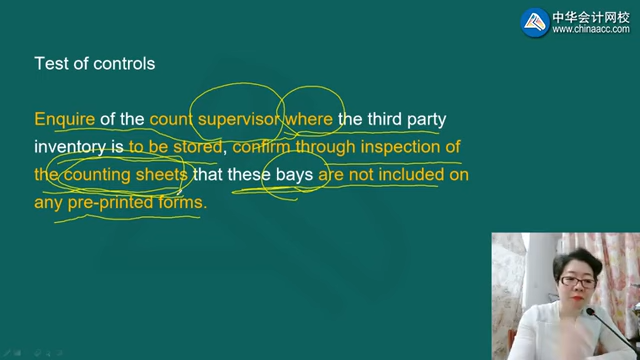 中华会计网校
www.chinaacc.com
Test of controls
Enquire of the count supervisor where the third party
inventory is to be stored, confirm through inspection of
the counting sheets that these bays are not included on
any pre-printed forms.